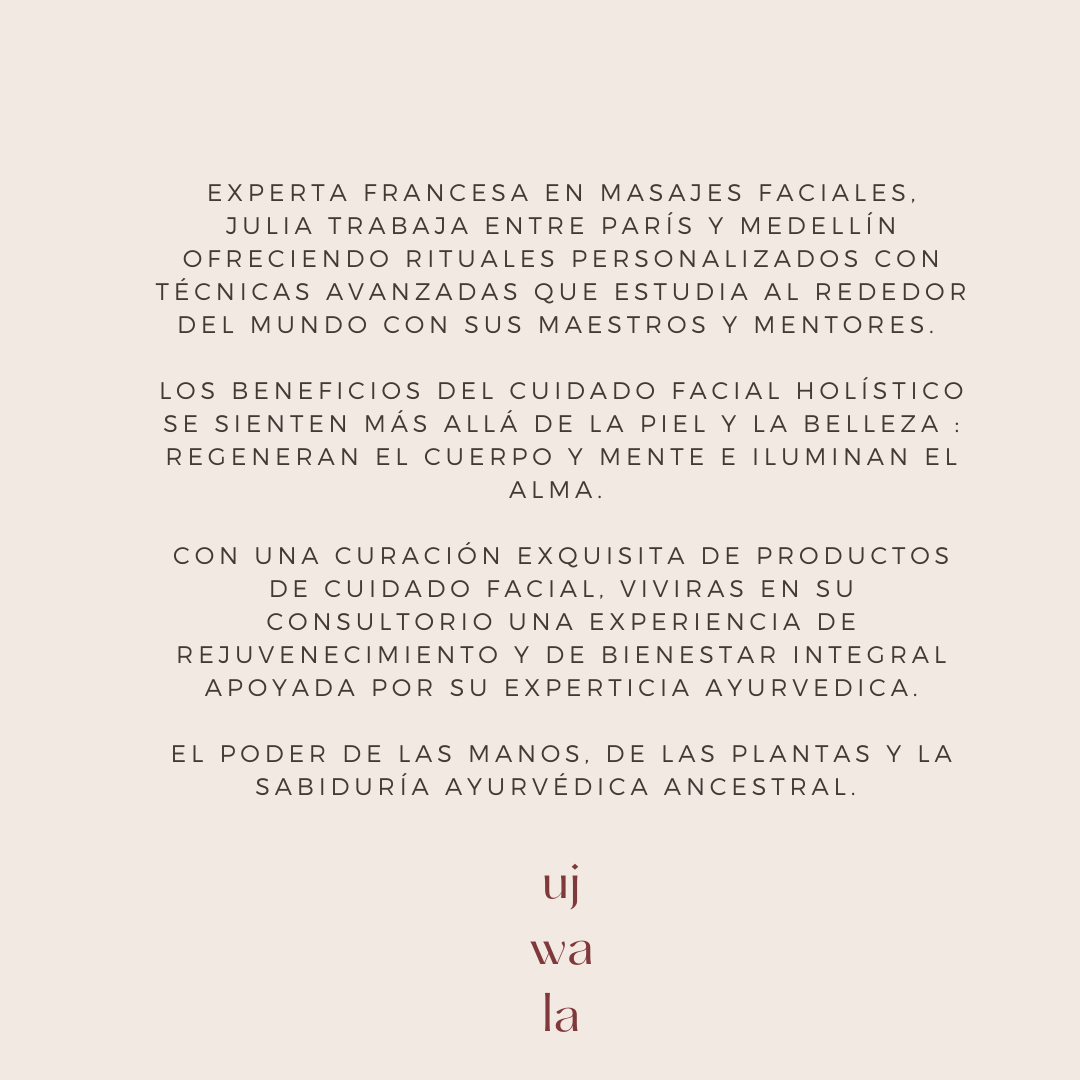 EXPERTA FRANCESA EN MASAJES FACIALES,
JULIA TRABAJA ENTRE PARÍS Y MEDELLÍN
OFRECIENDO RITUALES PERSONALIZADOS CON
TÉCNICAS AVANZADAS QUE ESTUDIA AL REDEDOR
DEL MUNDO CON SUS MAESTROS Y MENTORES.
LOS BENEFICIOS DEL CUIDADO FACIAL HOLÍSTICO
SE SIENTEN MÁS ALLÁ DE LA PIEL Y LA BELLEZA :
REGENERAN EL CUERPO Y MENTE E ILUMINAN EL
ALMA.
CON UNA CURACIÓN EXQUISITA DE PRODUCTOS
DE CUIDADO FACIAL, VIVIRAS EN SU
CONSULTORIO UNA EXPERIENCIA DE
REJUVENECIMIENTO Y DE BIENESTAR INTEGRAL
APOYADA POR SU EXPERTICIA AYURVEDICA.
EL PODER DE LAS MANOS, DE LAS PLANTAS Y LA
SABIDURÍA AYURVÉDICA ANCESTRAL.
uj
wa
la